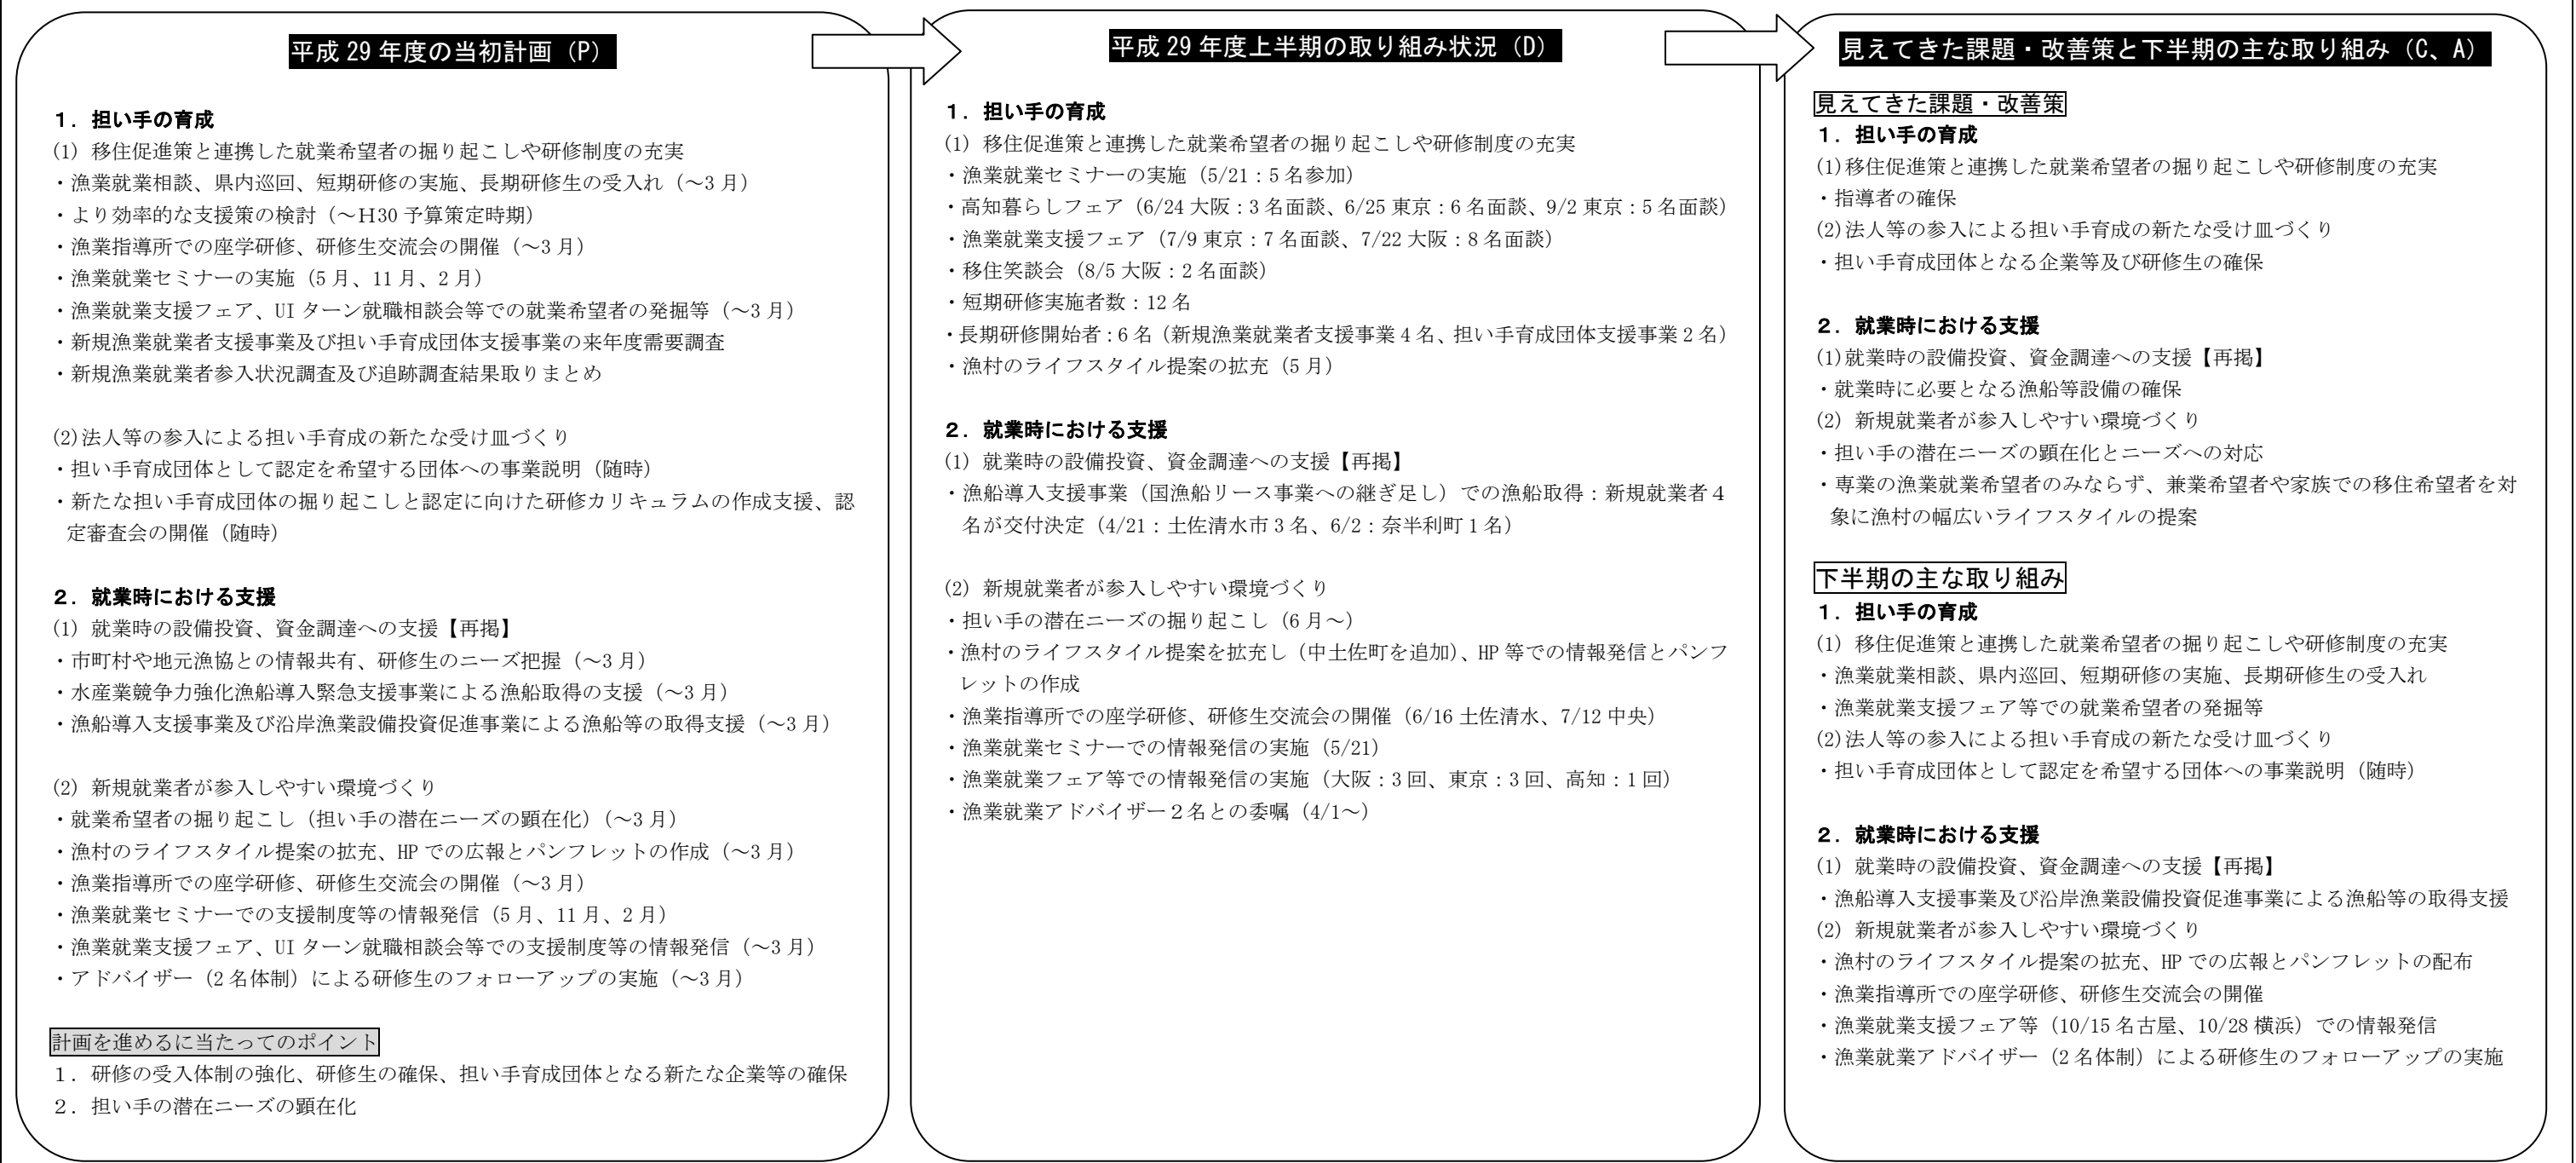 平成 29 年度の当初計画（P）
1．担い手の育成
(1) 移住促進策と連携した就業希望者の掘り起こしや研修制度の充実
・漁業就業相談、県内巡回、短期研修の実施、長期研修生の受入れ（～3 月）
・より効率的な支援策の検討（～H30 予算策定時期）
・漁業指導所での座学研修、研修生交流会の開催（～3 月）
・漁業就業セミナーの実施（5 月、11 月、2 月）
・漁業就業支援フェア、UI ターン就職相談会等での就業希望者の発掘等（～3 月）
・新規漁業就業者支援事業及び担い手育成団体支援事業の来年度需要調査
・新規漁業就業者参入状況調査及び追跡調査結果取りまとめ
(2)法人等の参入による担い手育成の新たな受け皿づくり
・担い手育成団体として認定を希望する団体への事業説明（随時）
・新たな担い手育成団体の掘り起こしと認定に向けた研修カリキュラムの作成支援、認
定審査会の開催（随時）
2．就業時における支援
(1) 就業時の設備投資、資金調達への支援【再掲】
・市町村や地元漁協との情報共有、研修生のニーズ把握（～3 月）
・水産業競争力強化漁船導入緊急支援事業による漁船取得の支援（～3 月）
・漁船導入支援事業及び沿岸漁業設備投資促進事業による漁船等の取得支援（～3 月）
(2) 新規就業者が参入しやすい環境づくり
・就業希望者の掘り起こし（担い手の潜在ニーズの顕在化）（～3 月）
・漁村のライフスタイル提案の拡充、HP での広報とパンフレットの作成（～3 月）
・漁業指導所での座学研修、研修生交流会の開催（～3 月）
・漁業就業セミナーでの支援制度等の情報発信（5 月、11 月、2 月）
・漁業就業支援フェア、UI ターン就職相談会等での支援制度等の情報発信（～3 月）
・アドバイザー（2 名体制）による研修生のフォローアップの実施（～3 月）
計画を進めるに当たってのポイント
1．研修の受入体制の強化、研修生の確保、担い手育成団体となる新たな企業等の確保
2．担い手の潜在ニーズの顕在化
平成 29 年度上半期の取り組み状況（D）
1．担い手の育成
(1) 移住促進策と連携した就業希望者の掘り起こしや研修制度の充実
・漁業就業セミナーの実施（5/21：5 名参加）
・高知暮らしフェア（6/24 大阪：3 名面談、6/25 東京：6 名面談、9/2 東京：5 名面談）
・漁業就業支援フェア（7/9 東京：7 名面談、7/22 大阪：8 名面談）
・移住笑談会（8/5 大阪：2 名面談）
・短期研修実施者数：12 名
・長期研修開始者：6 名（新規漁業就業者支援事業 4 名、担い手育成団体支援事業 2 名）
・漁村のライフスタイル提案の拡充（5 月）
2．就業時における支援
(1) 就業時の設備投資、資金調達への支援【再掲】
・漁船導入支援事業（国漁船リース事業への継ぎ足し）での漁船取得：新規就業者４
名が交付決定（4/21：土佐清水市 3 名、6/2：奈半利町 1 名）
(2) 新規就業者が参入しやすい環境づくり
・担い手の潜在ニーズの掘り起こし（6 月～）
・漁村のライフスタイル提案を拡充し（中土佐町を追加）、HP 等での情報発信とパンフ
レットの作成
・漁業指導所での座学研修、研修生交流会の開催（6/16 土佐清水、7/12 中央）
・漁業就業セミナーでの情報発信の実施（5/21）
・漁業就業フェア等での情報発信の実施（大阪：3 回、東京：3 回、高知：1 回）
・漁業就業アドバイザー２名との委嘱（4/1～）
見えてきた課題・改善策と下半期の主な取り組み（C、A）
見えてきた課題・改善策
1．担い手の育成
(1)移住促進策と連携した就業希望者の掘り起こしや研修制度の充実
・指導者の確保
(2)法人等の参入による担い手育成の新たな受け皿づくり
・担い手育成団体となる企業等及び研修生の確保
2．就業時における支援
(1)就業時の設備投資、資金調達への支援【再掲】
・就業時に必要となる漁船等設備の確保
(2) 新規就業者が参入しやすい環境づくり
・担い手の潜在ニーズの顕在化とニーズへの対応
・専業の漁業就業希望者のみならず、兼業希望者や家族での移住希望者を対
象に漁村の幅広いライフスタイルの提案
下半期の主な取り組み
1．担い手の育成
(1) 移住促進策と連携した就業希望者の掘り起こしや研修制度の充実
・漁業就業相談、県内巡回、短期研修の実施、長期研修生の受入れ
・漁業就業支援フェア等での就業希望者の発掘等
(2)法人等の参入による担い手育成の新たな受け皿づくり
・担い手育成団体として認定を希望する団体への事業説明（随時）
2．就業時における支援
(1) 就業時の設備投資、資金調達への支援【再掲】
・漁船導入支援事業及び沿岸漁業設備投資促進事業による漁船等の取得支援
(2) 新規就業者が参入しやすい環境づくり
・漁村のライフスタイル提案の拡充、HP での広報とパンフレットの配布
・漁業指導所での座学研修、研修生交流会の開催
・漁業就業支援フェア等（10/15 名古屋、10/28 横浜）での情報発信
・漁業就業アドバイザー（2 名体制）による研修生のフォローアップの実施